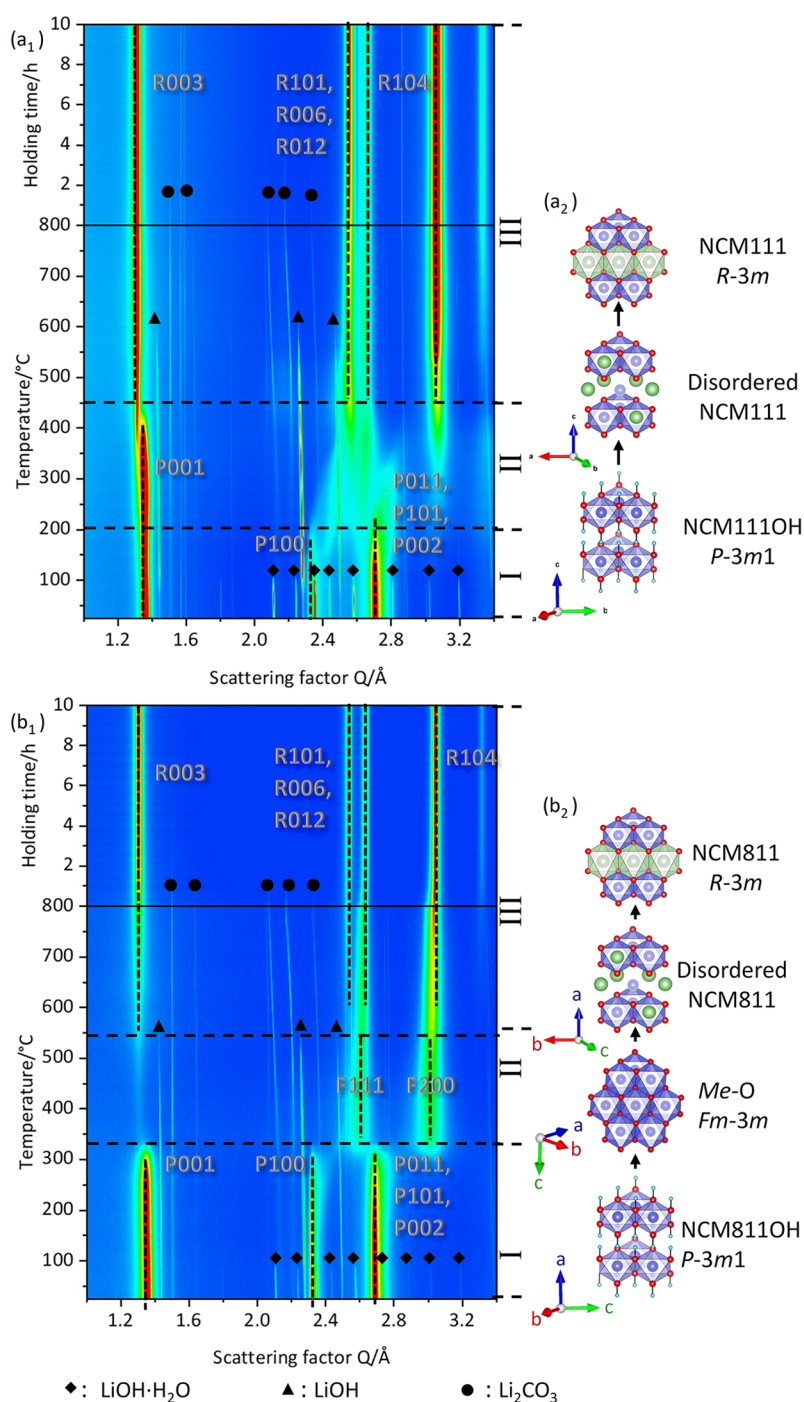 (a1)
10
8
6
4
2
Holding time/h
800
700
600
500
400
300
200
100
Temperature/°C
R003
R101,
R006,
R012
R104
P001
P100
P011,
P101,
P002
III
II
I
1.2 1.6 2.0 2.4 2.8 3.2
Scattering factor Q/Å
(a2)
NCM111
R-3m
Disordered
NCM111
c
a
b
NCM111OH
P-3m1
c
a
b
(b1)
10
8
6
4
2
Holding time/h
800
700
600
500
400
300
200
100
Temperature/°C
R003
R101,
R006,
R012
R104
F111
F200
P001
P100
P011,
P101,
P002
III
II
I
1.2 1.6 2.0 2.4 2.8 3.2
Scattering factor Q/Å
(b2)
NCM811
R-3m
Disordered
NCM811
a
b
c
Me-O
Fm-3m
a
b
c
NCM811OH
P-3m1
a
b
c
◆: LiOH·H2O ▲: LiOH ●: Li2CO3